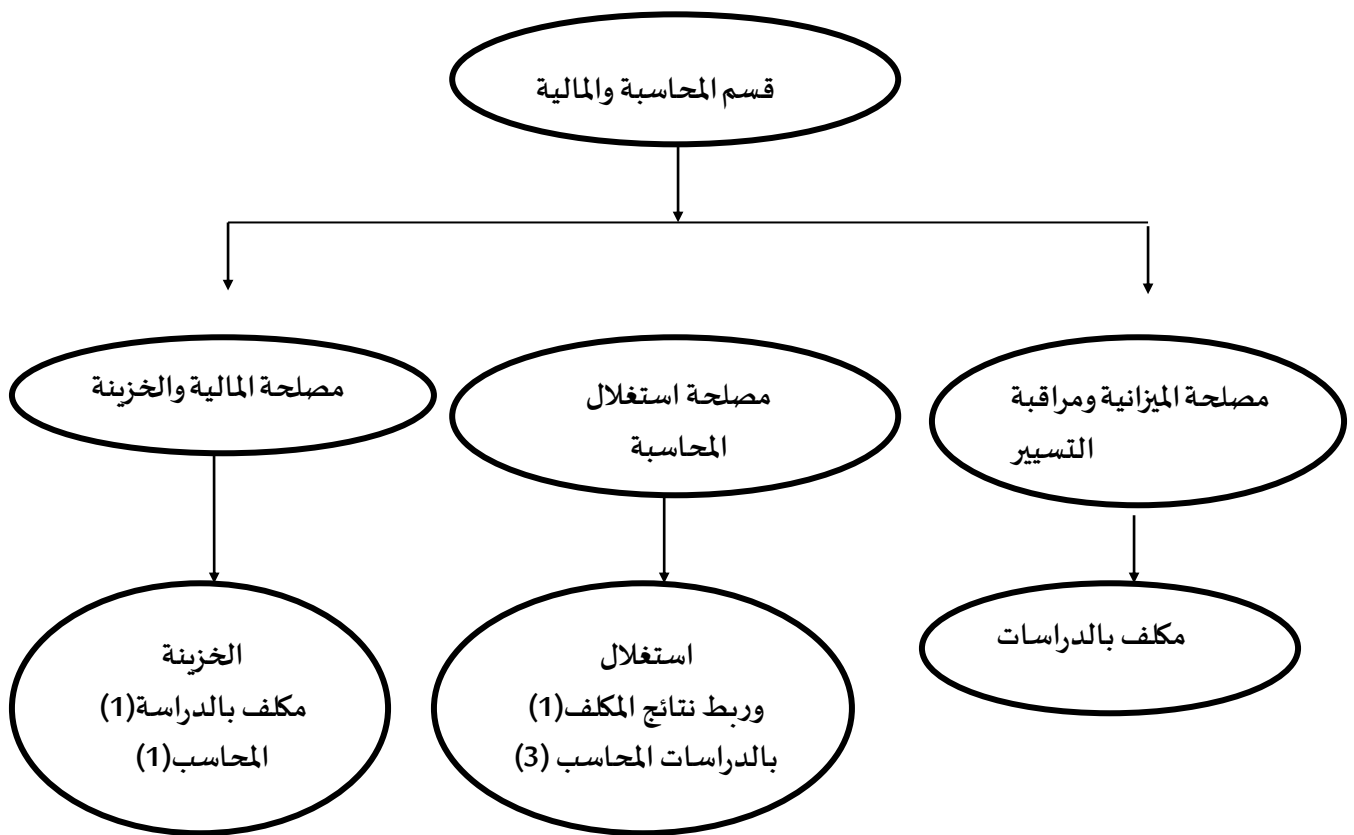 قسم المحاسبة والمالية
مصلحة الميزانية ومراقبة
التسيير
مصلحة استغلال
المحاسبة
مصلحة المالية والخزينة
مكلف بالدراسات
استغلال
وربط نتائج المكلف(1)
بالدراسات المحاسب (3)
الخزينة
مكلف بالدراسة(1)
المحاسب(1)